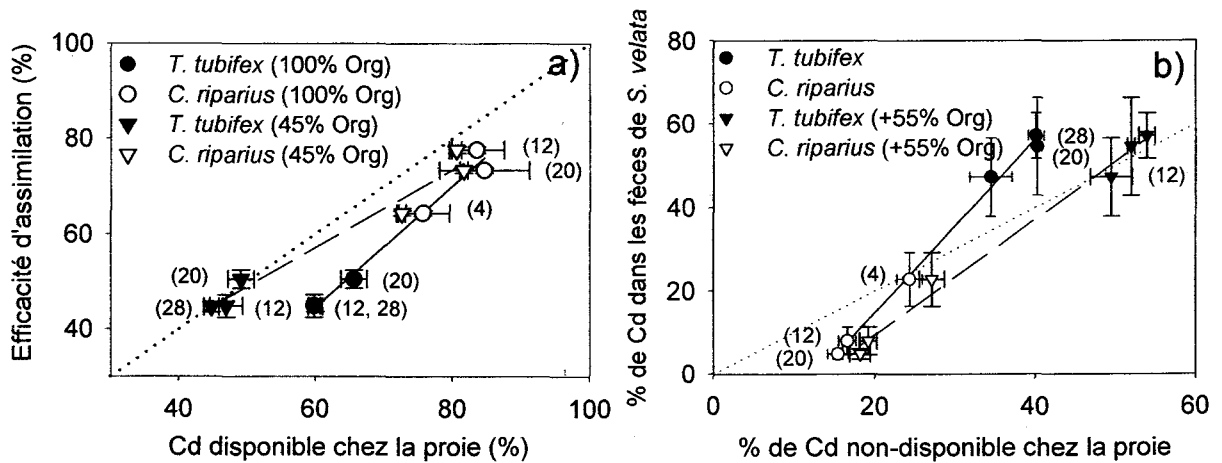 Efficacité d'assimilation (%)
100
80
60
40
a)
T. tubifex (100% Org)
C. riparius (100% Org)
T. tubifex (45% Org)
C. riparius (45% Org)
(12)
(20)
(4)
(20)
(20)
(28)
(12)
(12, 28)
40
60
80
100
Cd disponible chez la proie (%)
% de Cd dans les fèces de S. velata
80
60
40
20
0
b)
T. tubifex
C. riparius
T. tubifex (+55% Org)
C. riparius (+55% Org)
(28)
(20)
(12)
(4)
(12)
(20)
0
20
40
60
% de Cd non-disponible chez la proie